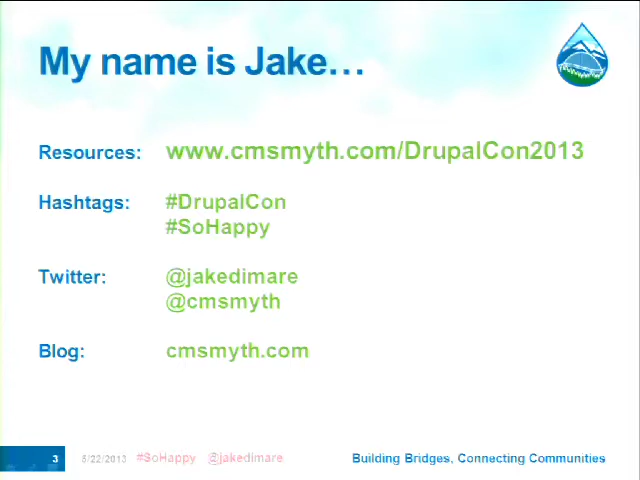 My name is Jake...
Resources: www.cmsmyth.com/DrupalCon2013
Hashtags: #DrupalCon
#SoHappy
Twitter: @jakedimare
@cmsmyth
Blog: cmsmyth.com
3 5/22/2013 #SoHappy @jakedimare Building Bridges, Connecting Communities